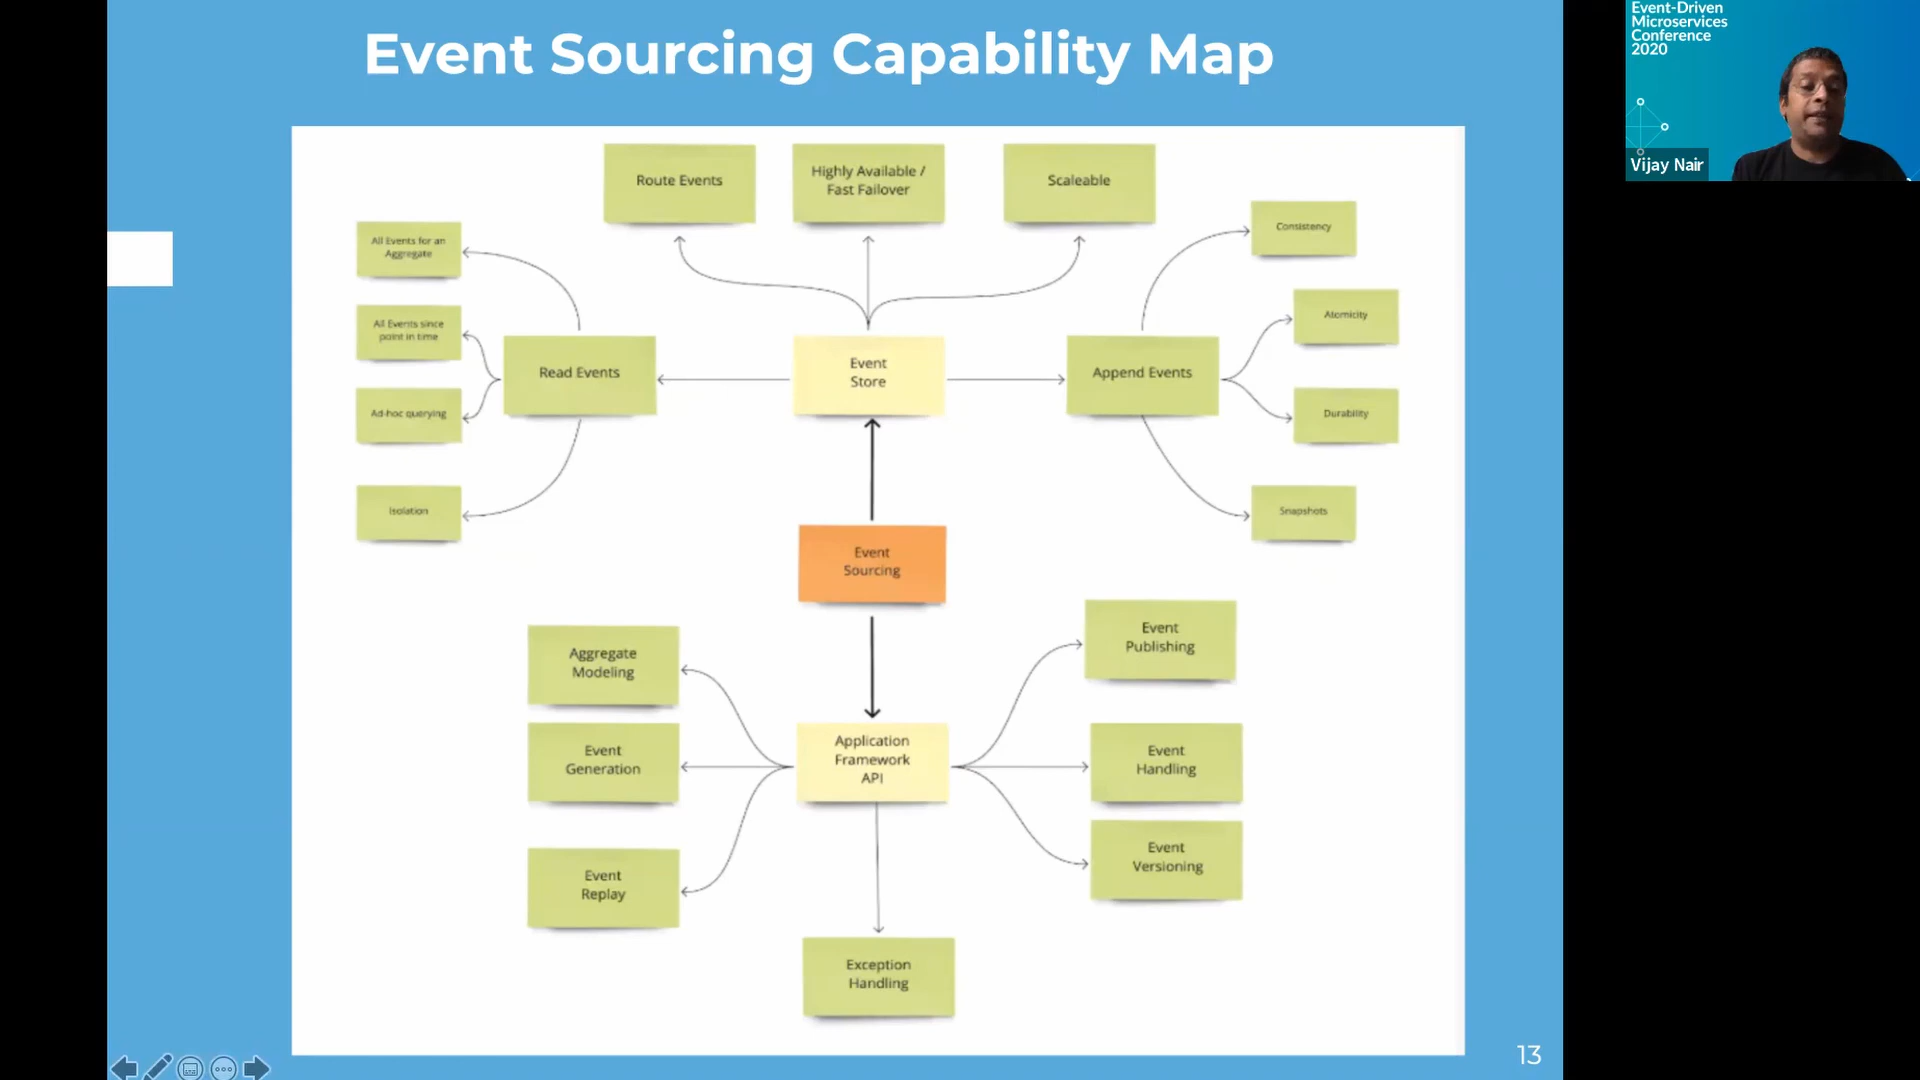 Event Sourcing Capability Map
Event-Driven
Microservices
Conference
2020
Vijay Nair
Route Events
Highly Available /
Fast Failover
Scaleable
All Events for an
Aggregate
All Events since
point in time
Ad-hoc querying
Isolation
Read Events
Event
Store
Append Events
Consistency
Atomicity
Durability
Snapshots
Event
Sourcing
Aggregate
Modeling
Event
Generation
Event
Replay
Application
Framework
API
Event
Publishing
Event
Handling
Event
Versioning
Exception
Handling
13